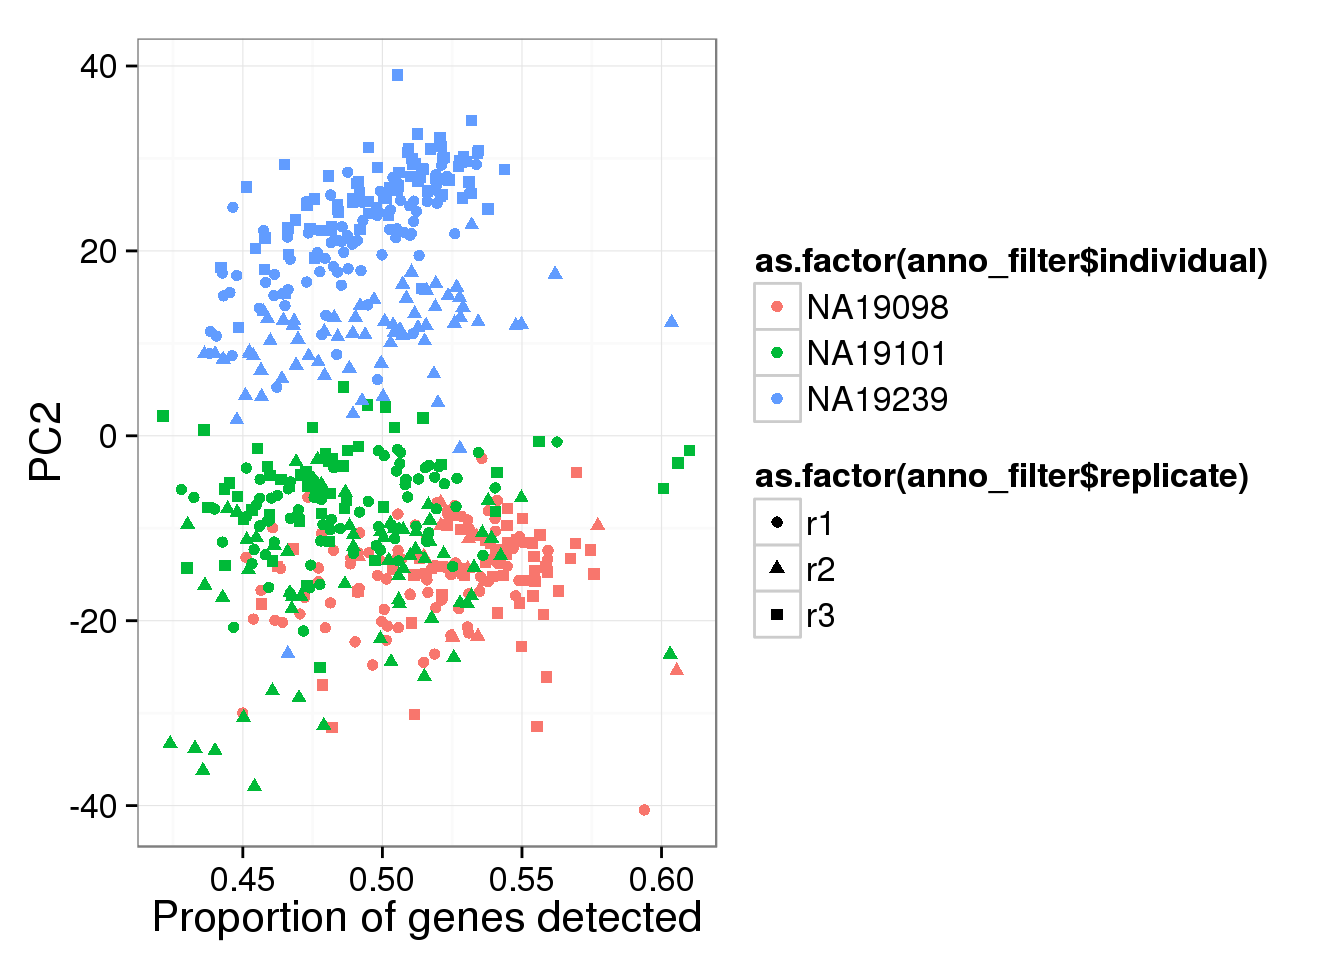 40
20
0
-20
-40
PC2
0.45 0.50 0.55 0.60
Proportion of genes detected
as.factor(anno_filter$individual)
NA19098
NA19101
NA19239
as.factor(anno_filter$replicate)
r1
r2
r3